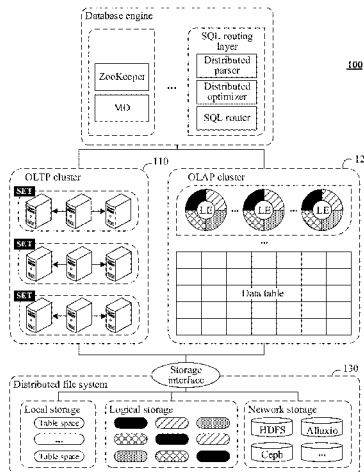 Database engine
SQL routing
layer
ZooKeeper
MD
...
Distributed
parser
Distributed
optimizer
SQL router
100
110
12
OLTP cluster
OLAP cluster
SET
LE
...
LE
...
LE
SET
...
SET
Data table
Storage
interface
130
Distributed file system
Local storage
Logical storage
Network storage
Table space
...
Table space
HDFS
Alluxio
Ceph
...